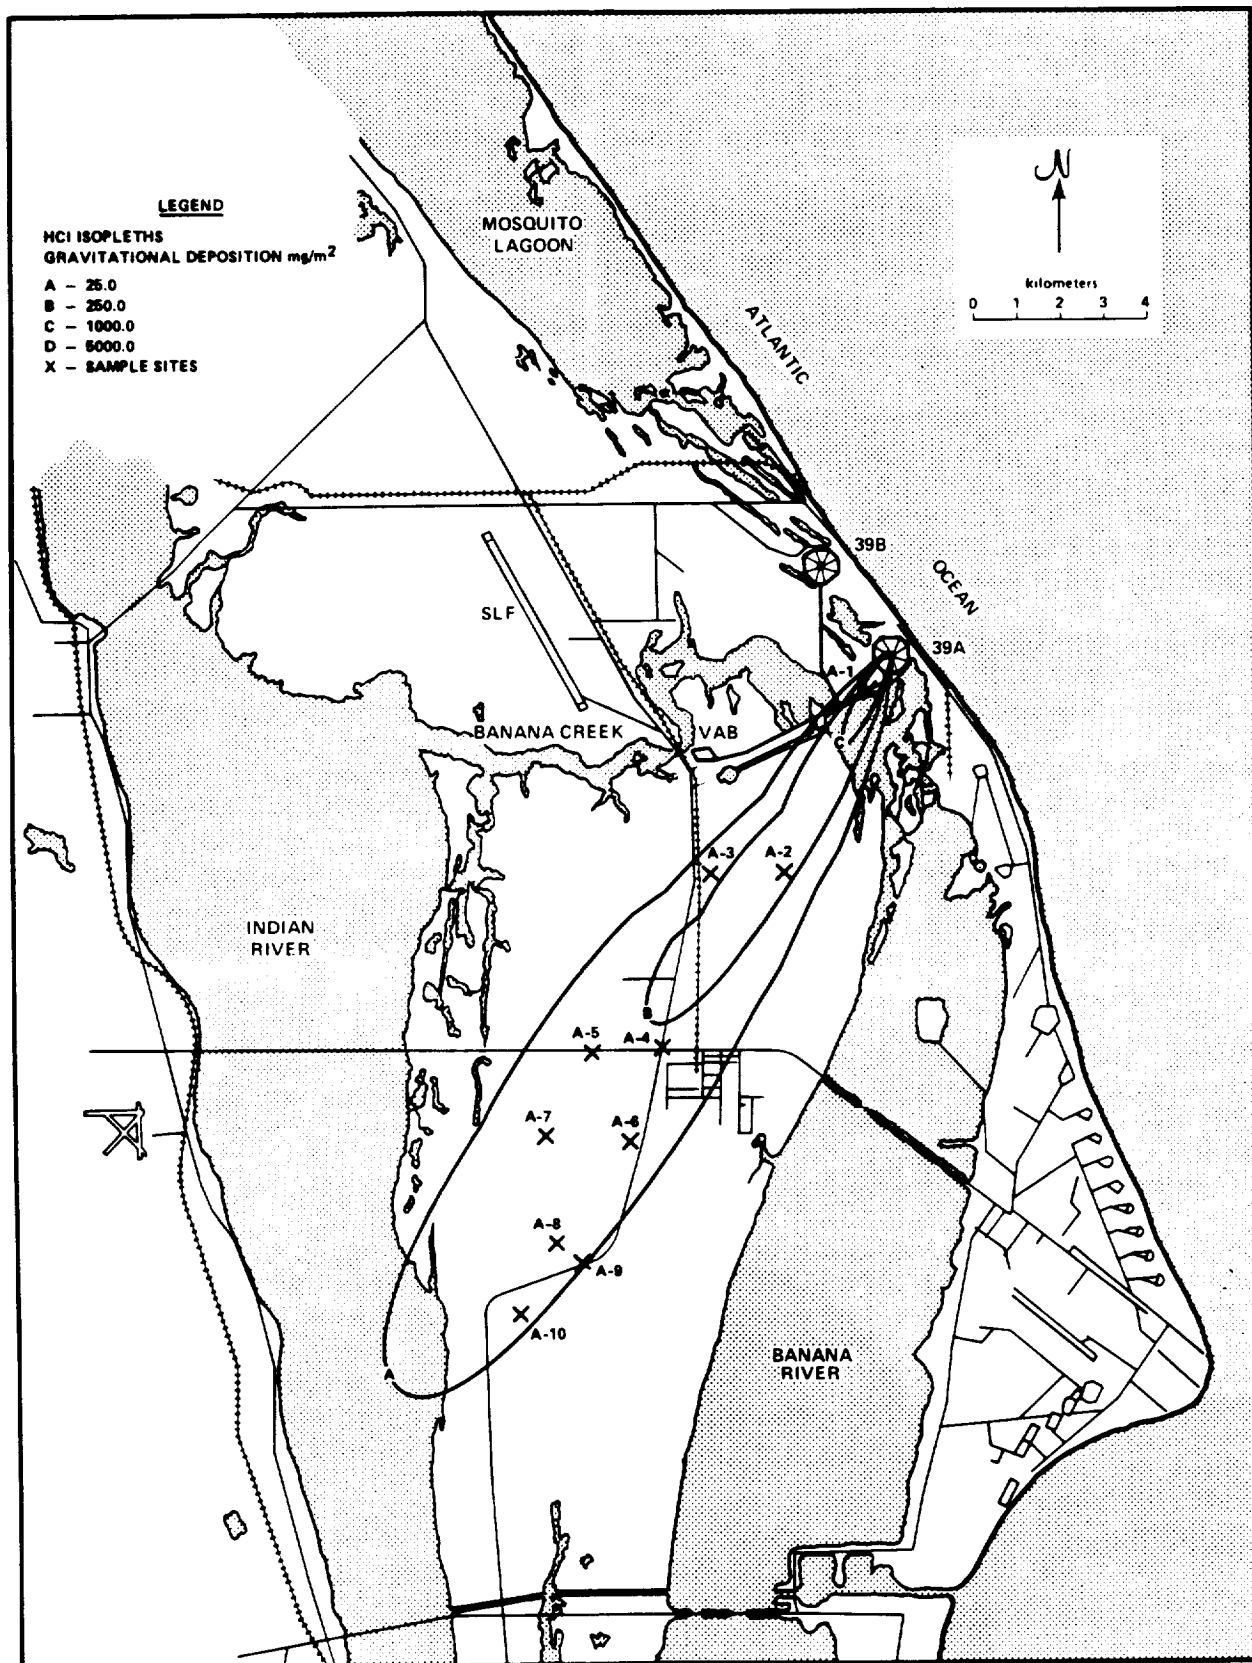 LEGEND
HCl ISOPLETHS
GRAVITATIONAL DEPOSITION mg/m²
A – 25.0
B – 250.0
C – 1000.0
D – 5000.0
X – SAMPLE SITES
MOSQUITO
LAGOON
N
kilometers
0 1 2 3 4
ATLANTIC
OCEAN
39B
39A
SLF
A-1
BANANA CREEK
VAB
C
A-3
A-2
INDIAN
RIVER
B
A-5
A-4
A-7
A-6
A-8
A-9
A-10
A
BANANA
RIVER